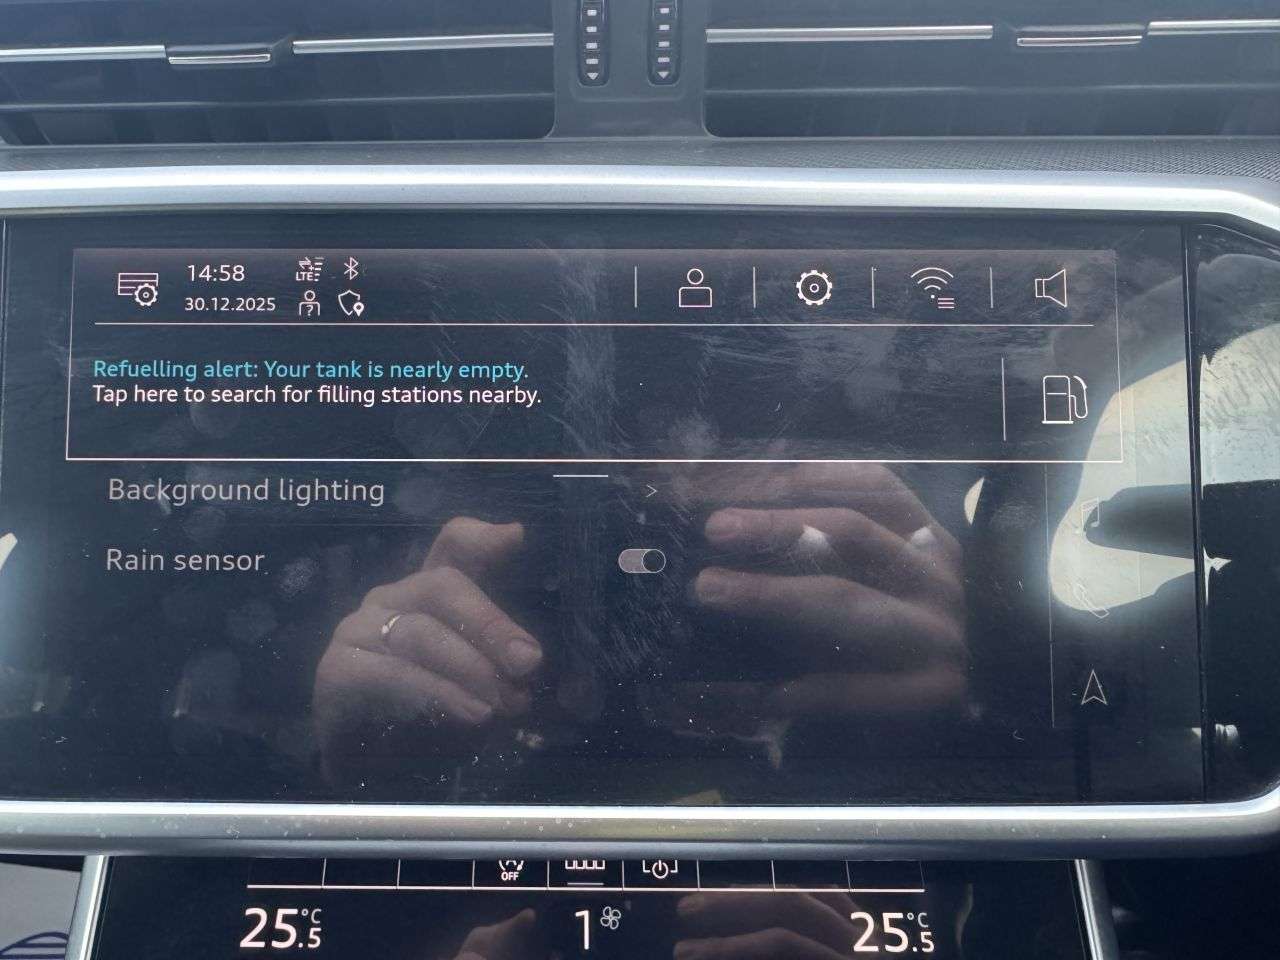 14:58
LTE
30.12.2025
Refuelling alert: Your tank is nearly empty.
Tap here to search for filling stations nearby.
Background lighting
Rain sensor
OFF
25.5 °C
1
25.5 °C